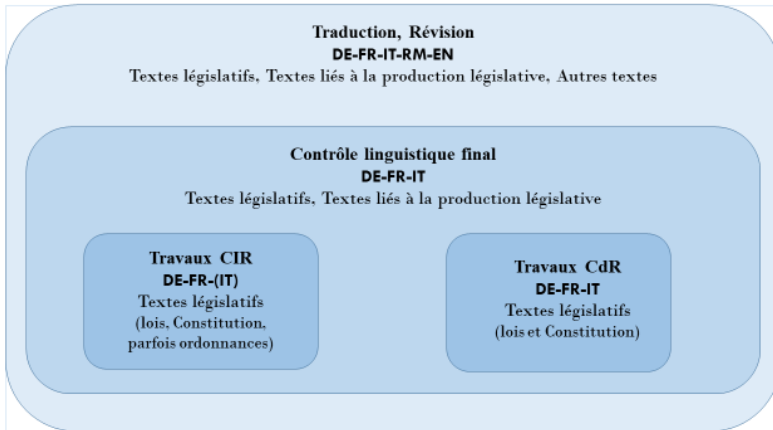 Traduction, Révision
DE-FR-IT-RM-EN
Textes législatifs, Textes liés à la production législative, Autres textes
Contrôle linguistique final
DE-FR-IT
Textes législatifs, Textes liés à la production législative
Travaux CIR
DE-FR-(IT)
Textes législatifs
(lois, Constitution,
parfois ordonnances)
Travaux CdR
DE-FR-IT
Textes législatifs
(lois et Constitution)